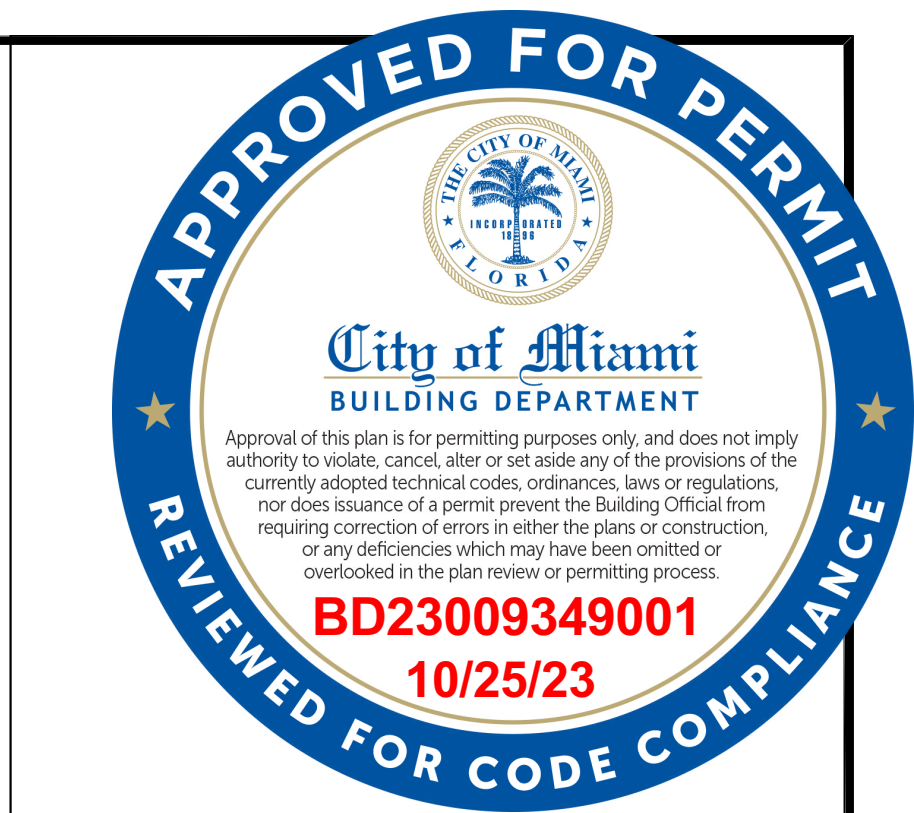 APPROVED FOR PERMIT
THE CITY OF MIAMI
INCORPORATED
1896
FLORIDA
City of Miami
BUILDING DEPARTMENT
Approval of this plan is for permitting purposes only, and does not imply
authority to violate, cancel, alter or set aside any of the provisions of the
currently adopted technical codes, ordinances, laws or regulations,
nor does issuance of a permit prevent the Building Official from
requiring correction of errors in either the plans or construction,
or any deficiencies which may have been omitted or
overlooked in the plan review or permitting process.
BD23009349001
10/25/23
REVIEWED FOR CODE COMPLIANCE